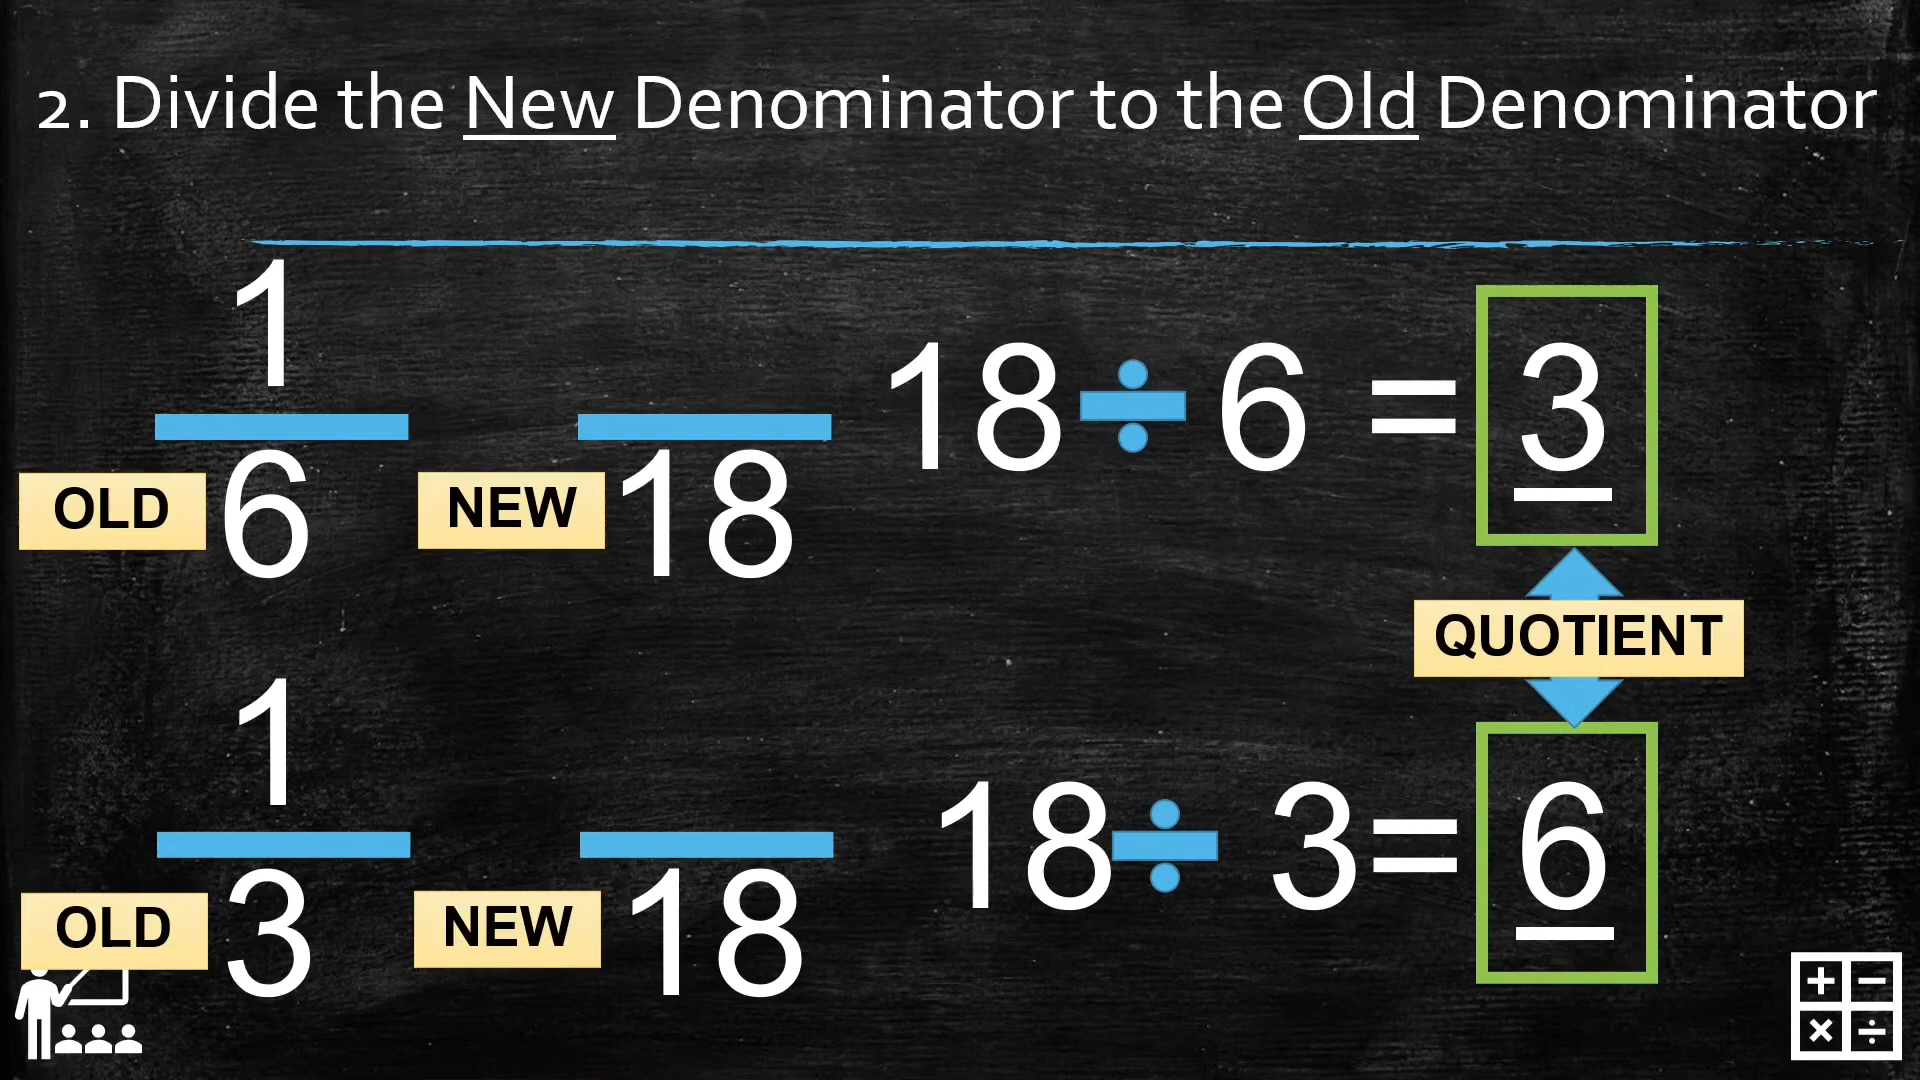 2. Divide the New Denominator to the Old Denominator
1
18 ÷ 6 = 3
OLD 6 NEW 18
QUOTIENT
1
18 ÷ 3 = 6
OLD 3 NEW 18
+ −
× ÷